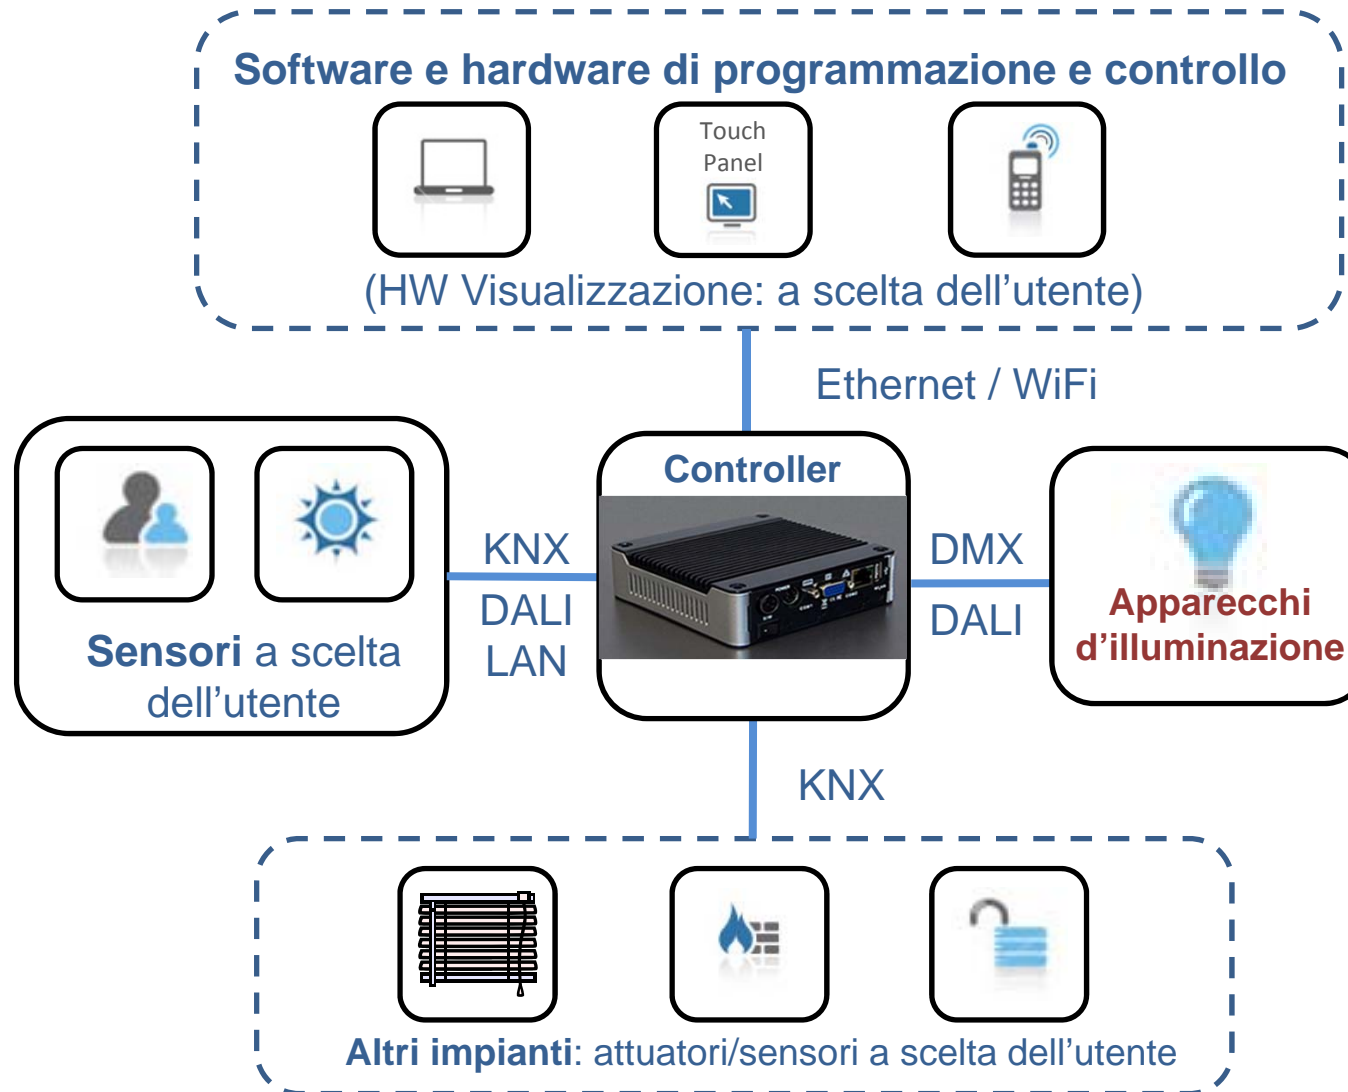 Software e hardware di programmazione e controllo
Touch
Panel
(HW Visualizzazione: a scelta dell’utente)
Ethernet / WiFi
Sensori a scelta
dell’utente
KNX
DALI
LAN
Controller
DMX
DALI
Apparecchi
d’illuminazione
KNX
Altri impianti: attuatori/sensori a scelta dell’utente